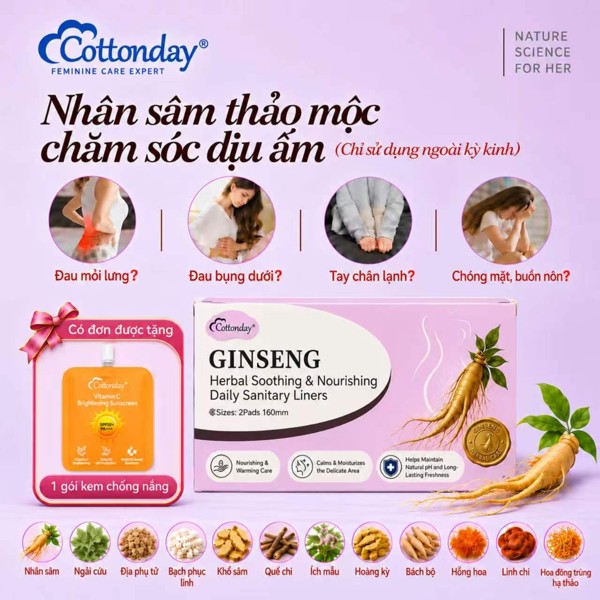 Cottonday®
FEMININE CARE EXPERT
NATURE
SCIENCE
FOR HER
Nhân sâm thảo mộc
chăm sóc dịu ấm (Chỉ sử dụng ngoài kỳ kinh)
Đau mỏi lưng?
Đau bụng dưới?
Tay chân lạnh?
Chóng mặt, buồn nôn?
Có đơn được tặng
Cottonday®
Vitamin C
Brightening Sunscreen
SPF50+
PA+++
1 gói kem chống nắng
Cottonday®
GINSENG
Herbal Soothing & Nourishing
Daily Sanitary Liners
Sizes: 2Pads 160mm
Nourishing &
Warming Care
Calms & Moisturizes
the Delicate Area
Helps Maintain
Natural pH and Long-
Lasting Freshness
Nhân sâm
Ngải cứu
Địa phụ tử
Bạch phục
linh
Khổ sâm
Quế chi
Ích mẫu
Hoàng kỳ
Bách bộ
Hồng hoa
Linh chi
Hoa đông trùng
hạ thảo